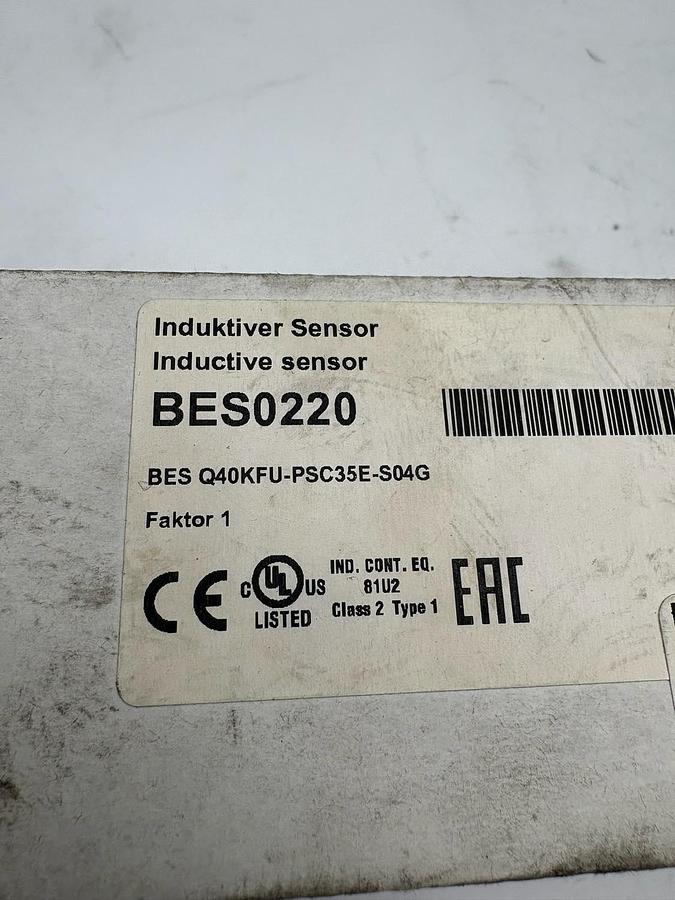 Induktiver Sensor
Inductive sensor
BES0220
BES Q40KFU-PSC35E-S04G
Faktor 1
CE
C UL US
LISTED
IND. CONT. EQ.
81U2
Class 2 Type 1
EAC